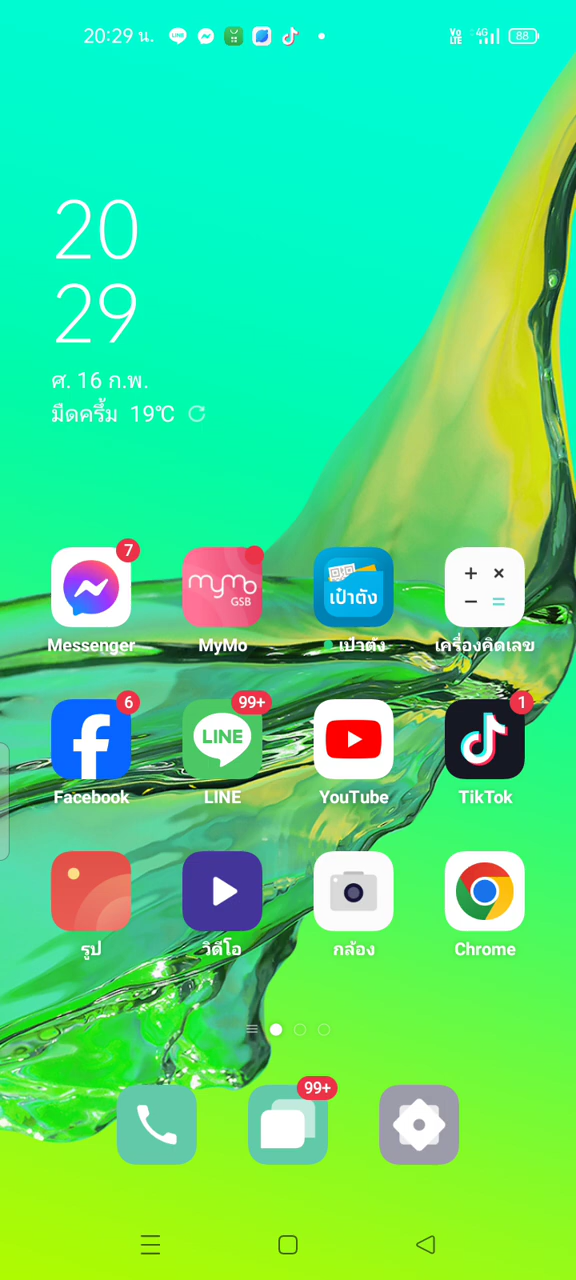 20:29 น.
Vo LTE 4G 88
20
29
ศ. 16 ก.พ.
มืดครึ้ม 19°C
7
mymo GSB
เป๋าตัง
+ × − =
Messenger MyMo เป๋าตัง เครื่องคิดเลข
6 99+ 1
LINE
Facebook LINE YouTube TikTok
รูป วิดีโอ กล้อง Chrome
99+